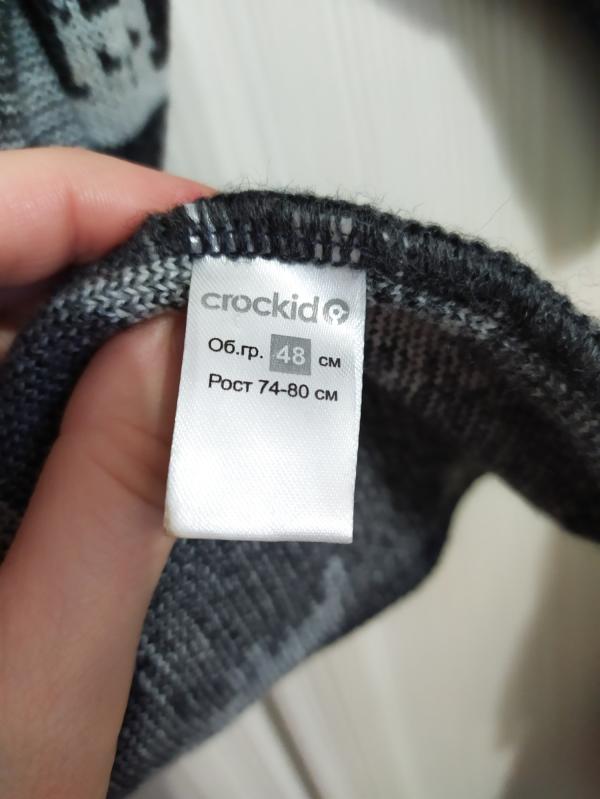 crockid
Об.гр. 48 см
Рост 74-80 см